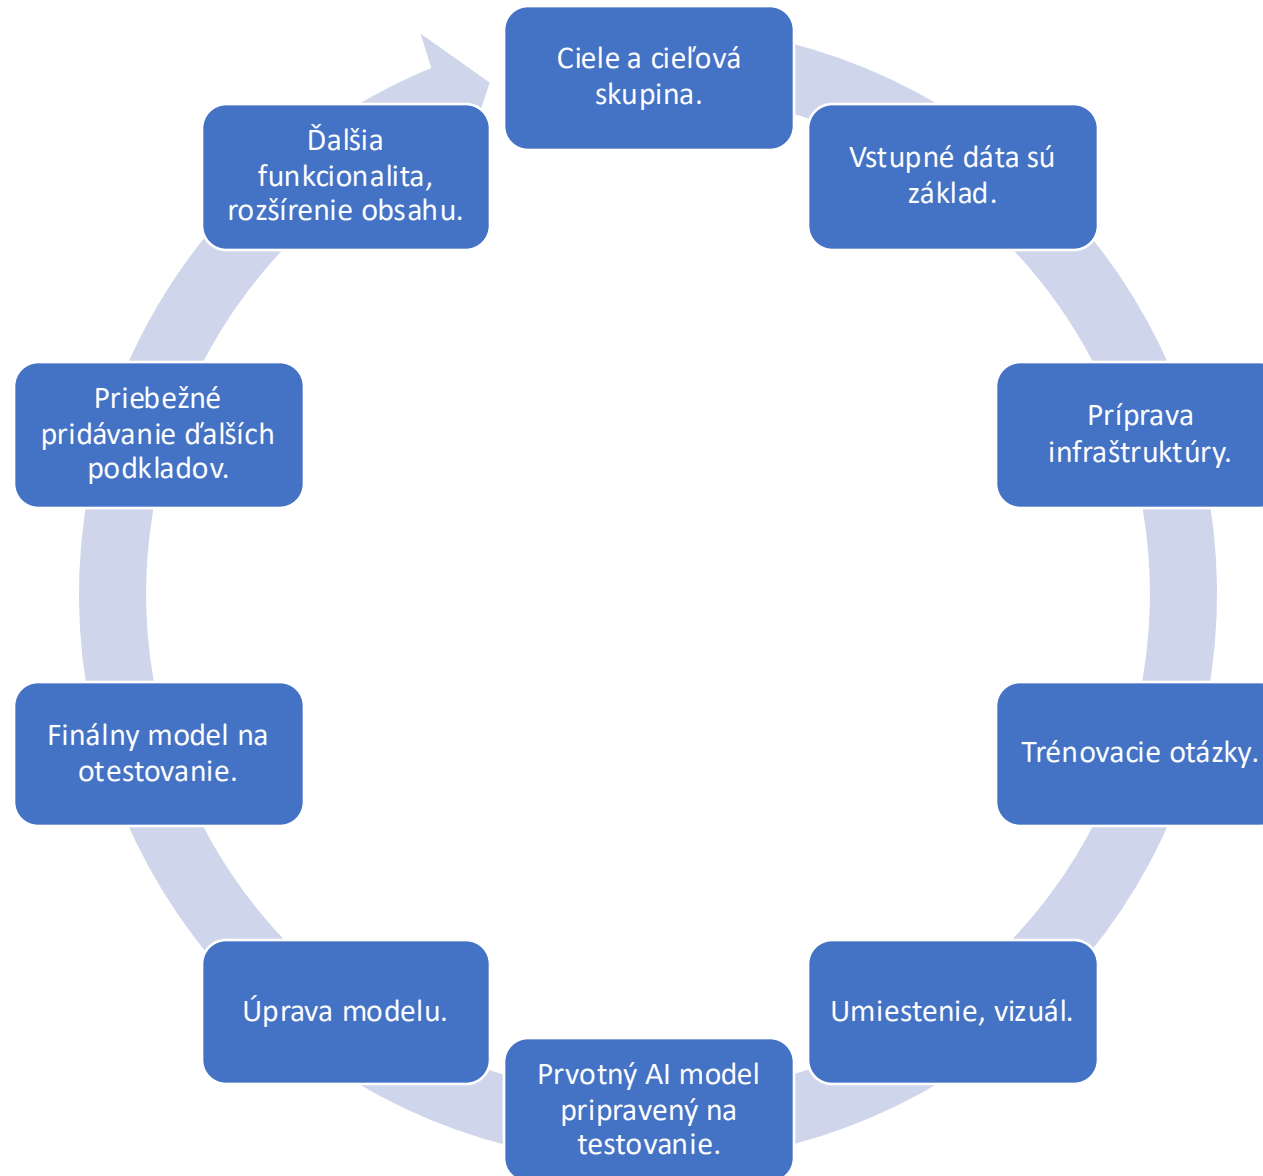 Ciele a cieľová
skupina.
Vstupné dáta sú
základ.
Príprava
infraštruktúry.
Trénovacie otázky.
Umiestenie, vizuál.
Prvotný AI model
pripravený na
testovanie.
Úprava modelu.
Finálny model na
otestovanie.
Priebežné
pridávanie ďalších
podkladov.
Ďalšia
funkcionalita,
rozšírenie obsahu.